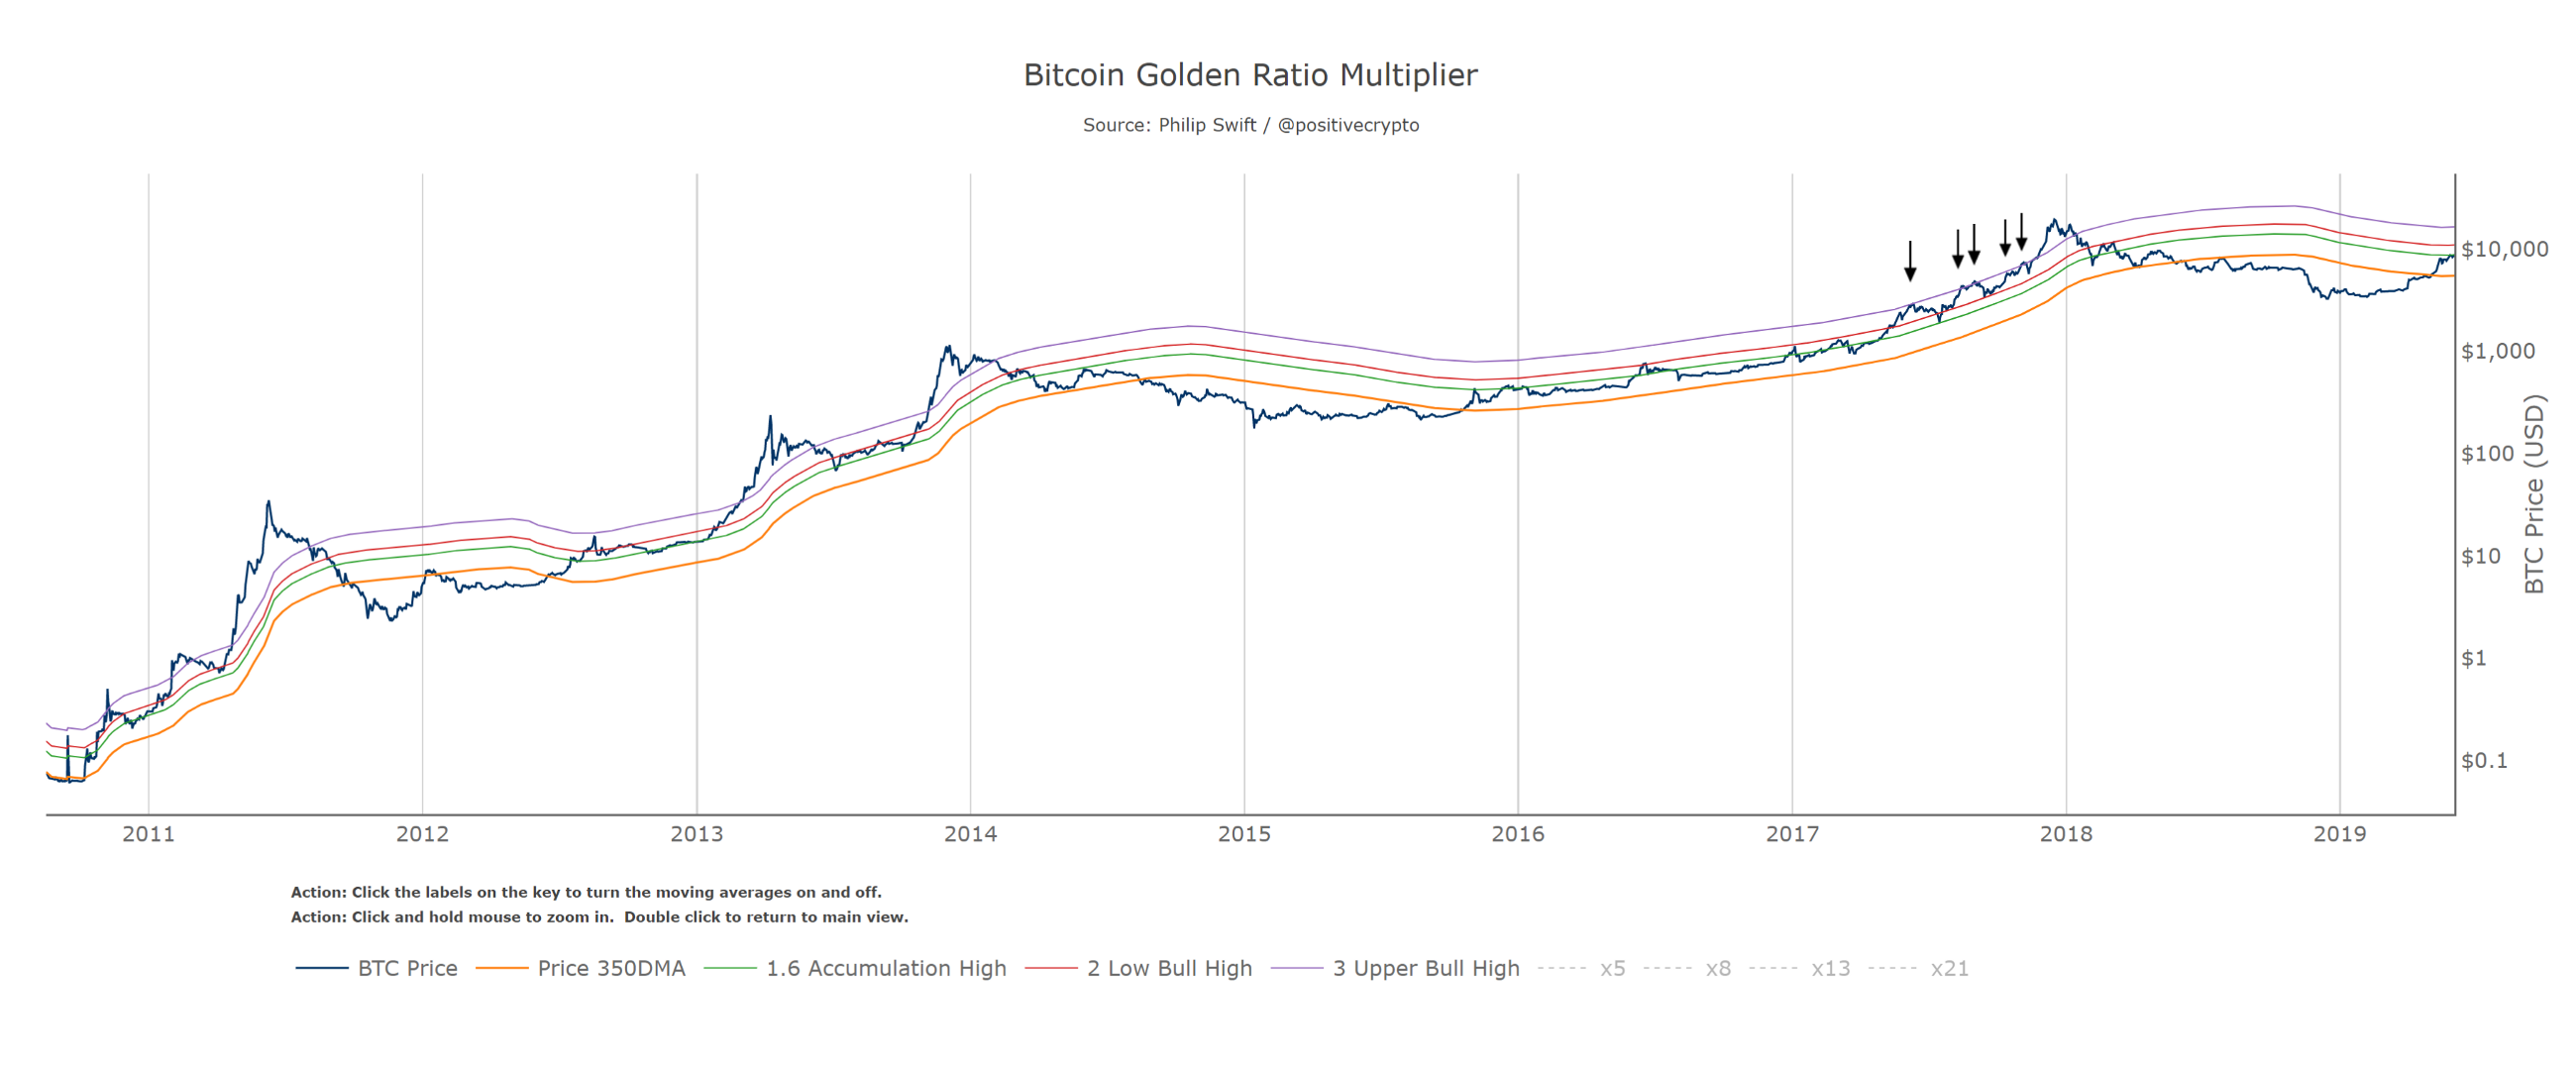 Bitcoin Golden Ratio Multiplier
Source: Philip Swift / @positivecrypto
$10,000
$1,000
$100
$10
$1
$0.1
BTC Price (USD)
2011 2012 2013 2014 2015 2016 2017 2018 2019
Action: Click the labels on the key to turn the moving averages on and off.
Action: Click and hold mouse to zoom in.  Double click to return to main view.
BTC Price Price 350DMA 1.6 Accumulation High 2 Low Bull High 3 Upper Bull High x5 x8 x13 x21